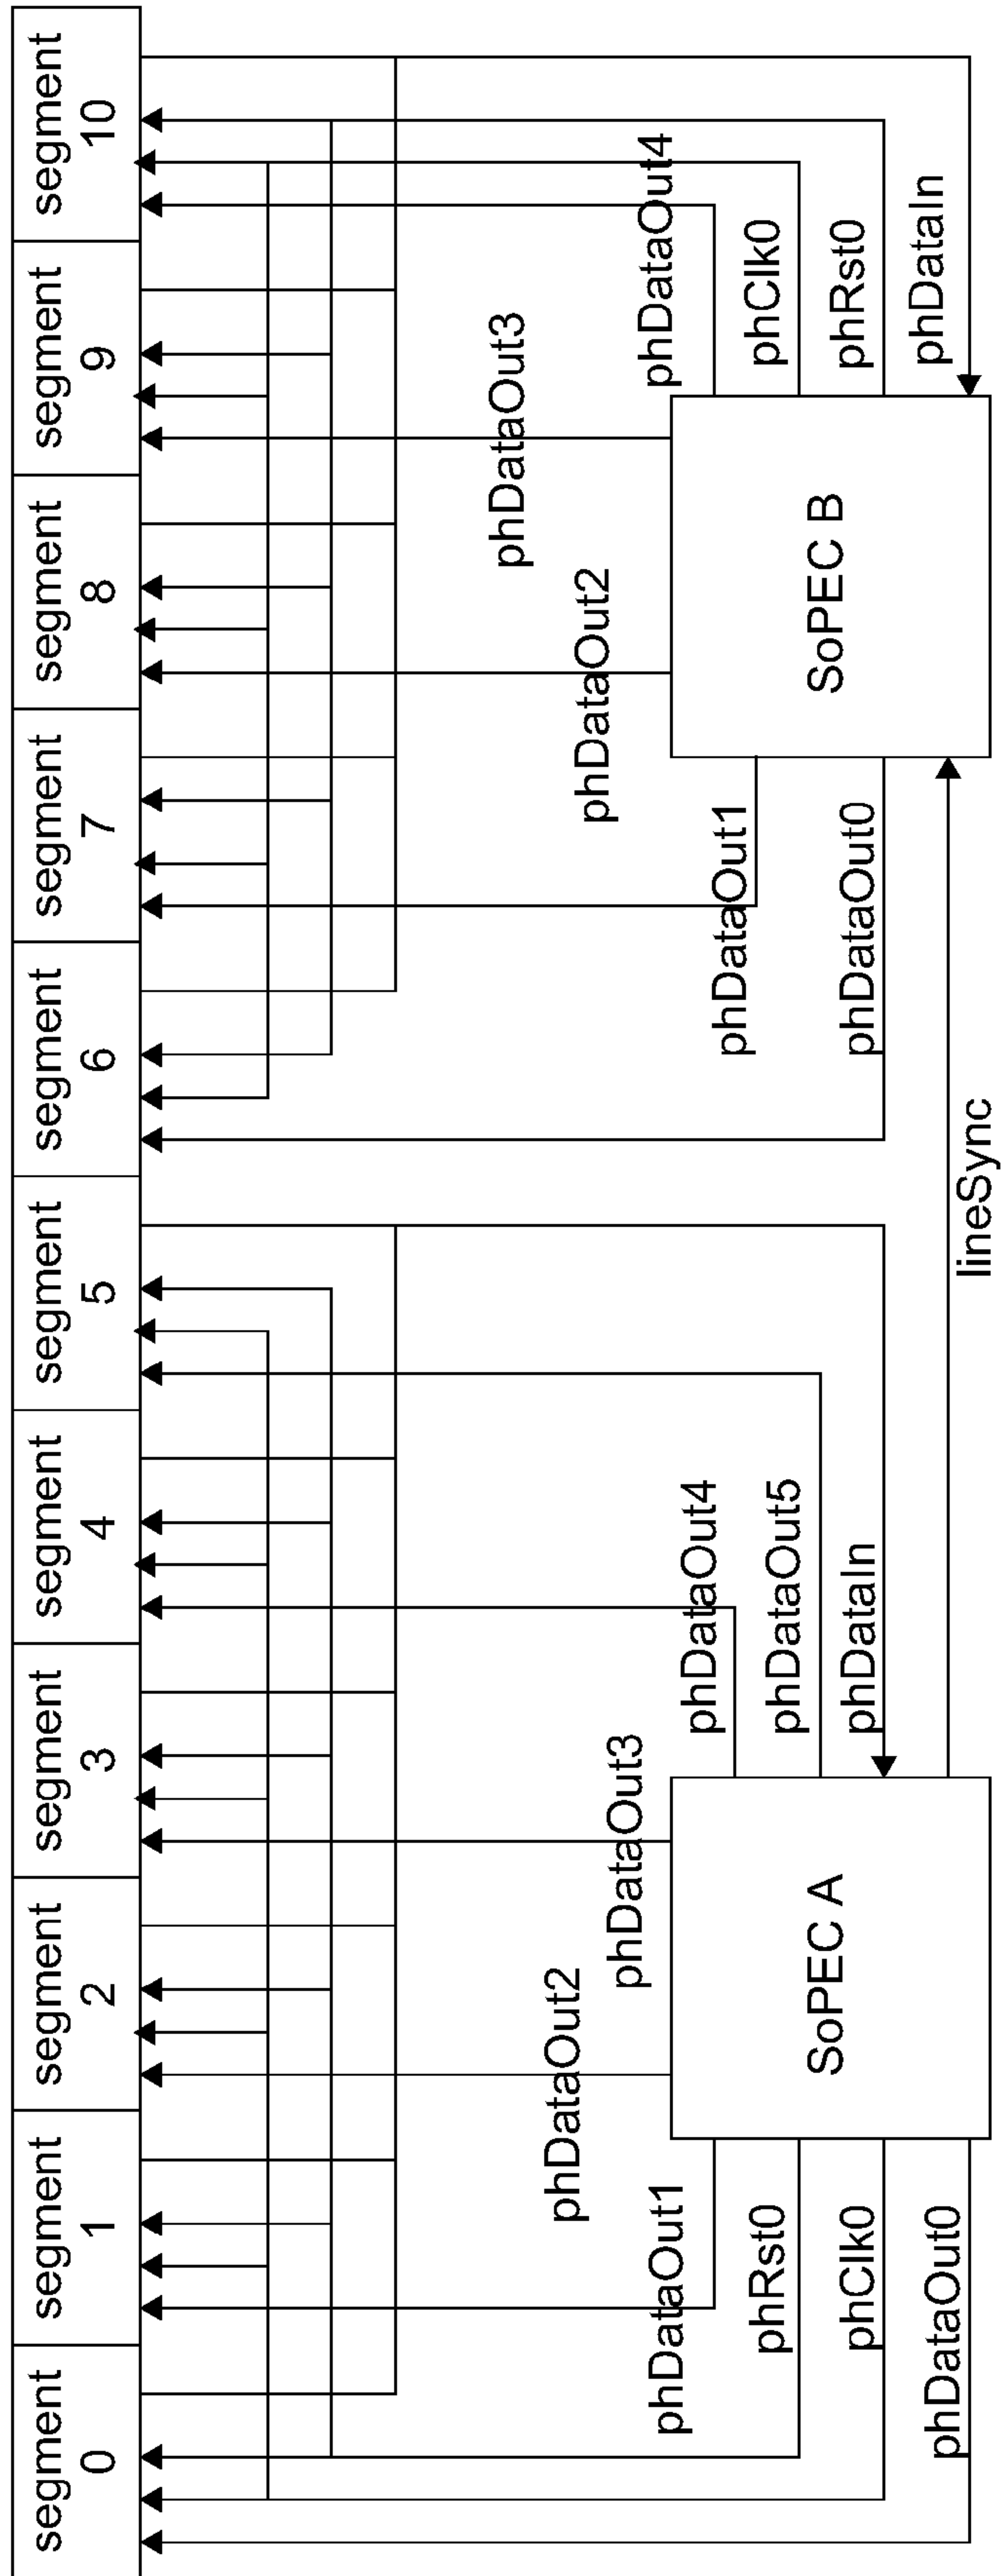 segment
0
segment
1
segment
2
segment
3
segment
4
segment
5
segment
6
segment
7
segment
8
segment
9
segment
10
phDataOut2
phDataOut3
phDataOut1
phDataOut4
phRst0
phDataOut5
phClk0
phDataIn
phDataOut0
SoPEC A
lineSync
phDataOut3
phDataOut2
phDataOut4
phDataOut1
phClk0
phDataOut0
phRst0
phDataIn
SoPEC B